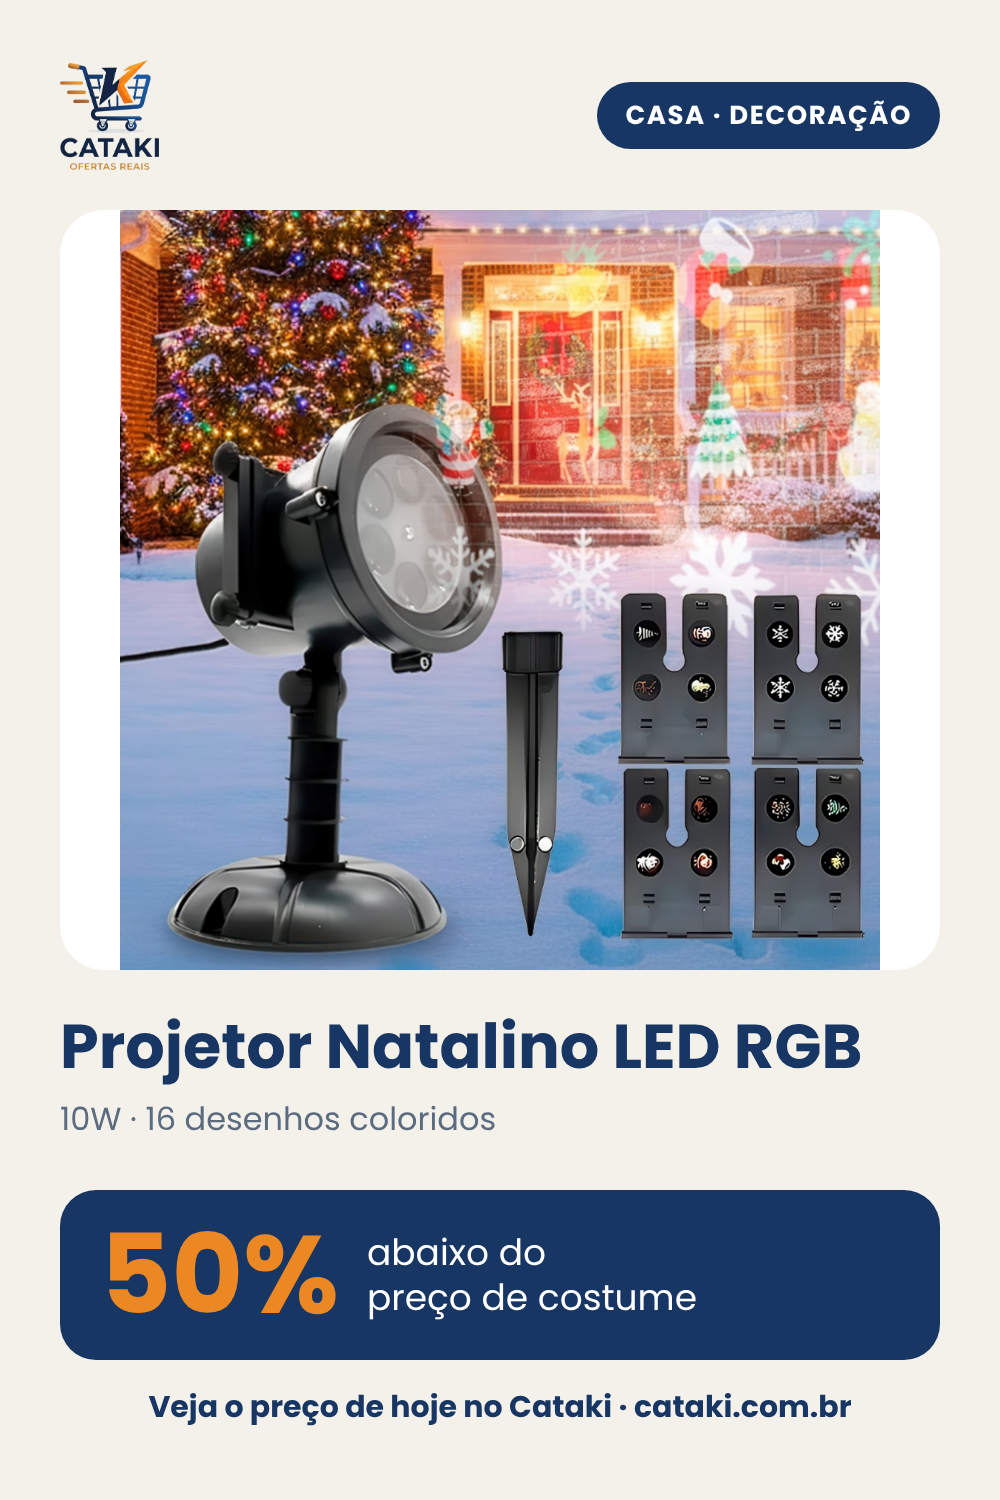 CATAKI
OFERTAS REAIS
CASA · DECORAÇÃO
Projetor Natalino LED RGB
10W · 16 desenhos coloridos
50%
abaixo do
preço de costume
Veja o preço de hoje no Cataki · cataki.com.br